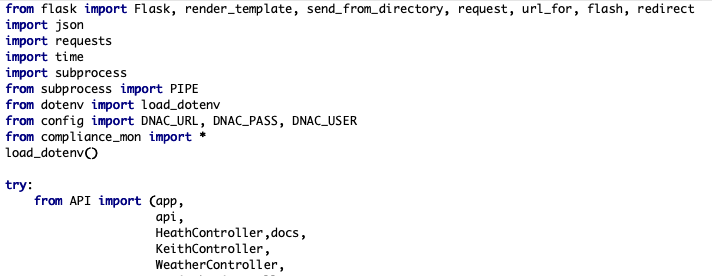 from flask import Flask, render_template, send_from_directory, request, url_for, flash, redirect
import json
import requests
import time
import subprocess
from subprocess import PIPE
from dotenv import load_dotenv
from config import DNAC_URL, DNAC_PASS, DNAC_USER
from compliance_mon import *
load_dotenv()

try:
    from API import (app,
                     api,
                     HeathController,docs,
                     KeithController,
                     WeatherController,